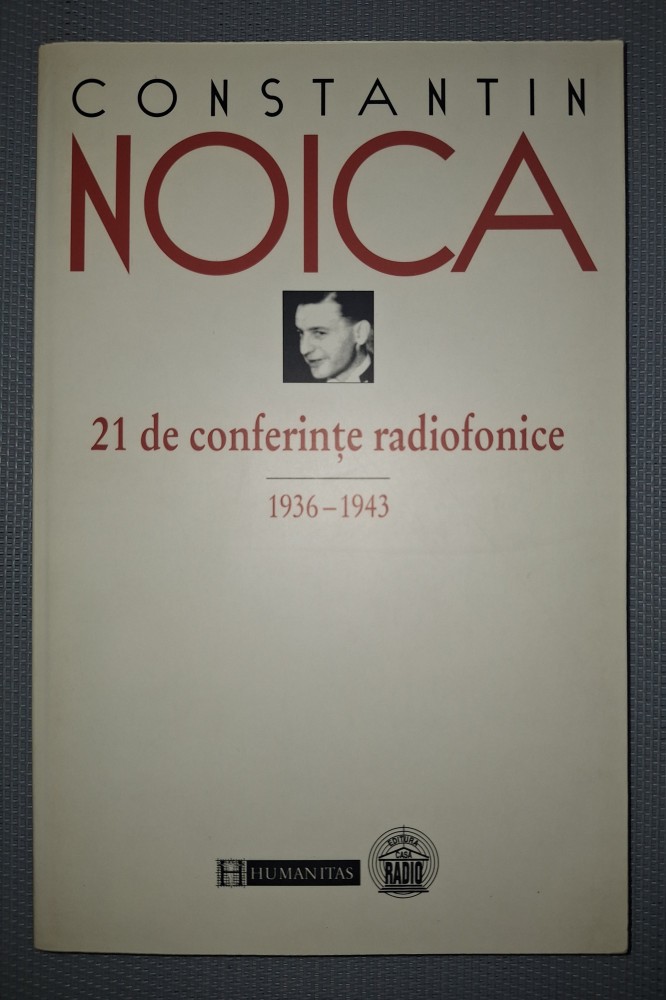 CONSTANTIN
NOICA
21 de conferințe radiofonice
1936–1943
H HUMANITAS
EDITURA
CASA
RADIO